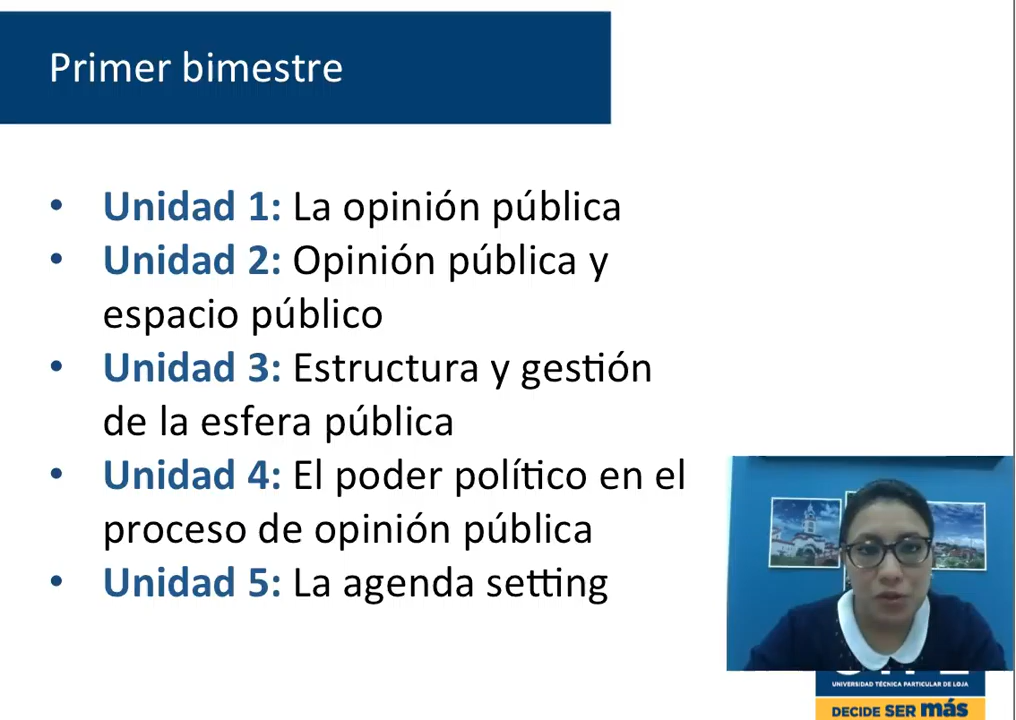 Primer bimestre
• Unidad 1: La opinión pública
• Unidad 2: Opinión pública y
espacio público
• Unidad 3: Estructura y gestión
de la esfera pública
• Unidad 4: El poder político en el
proceso de opinión pública
• Unidad 5: La agenda setting
UNIVERSIDAD TÉCNICA PARTICULAR DE LOJA
DECIDE SER más